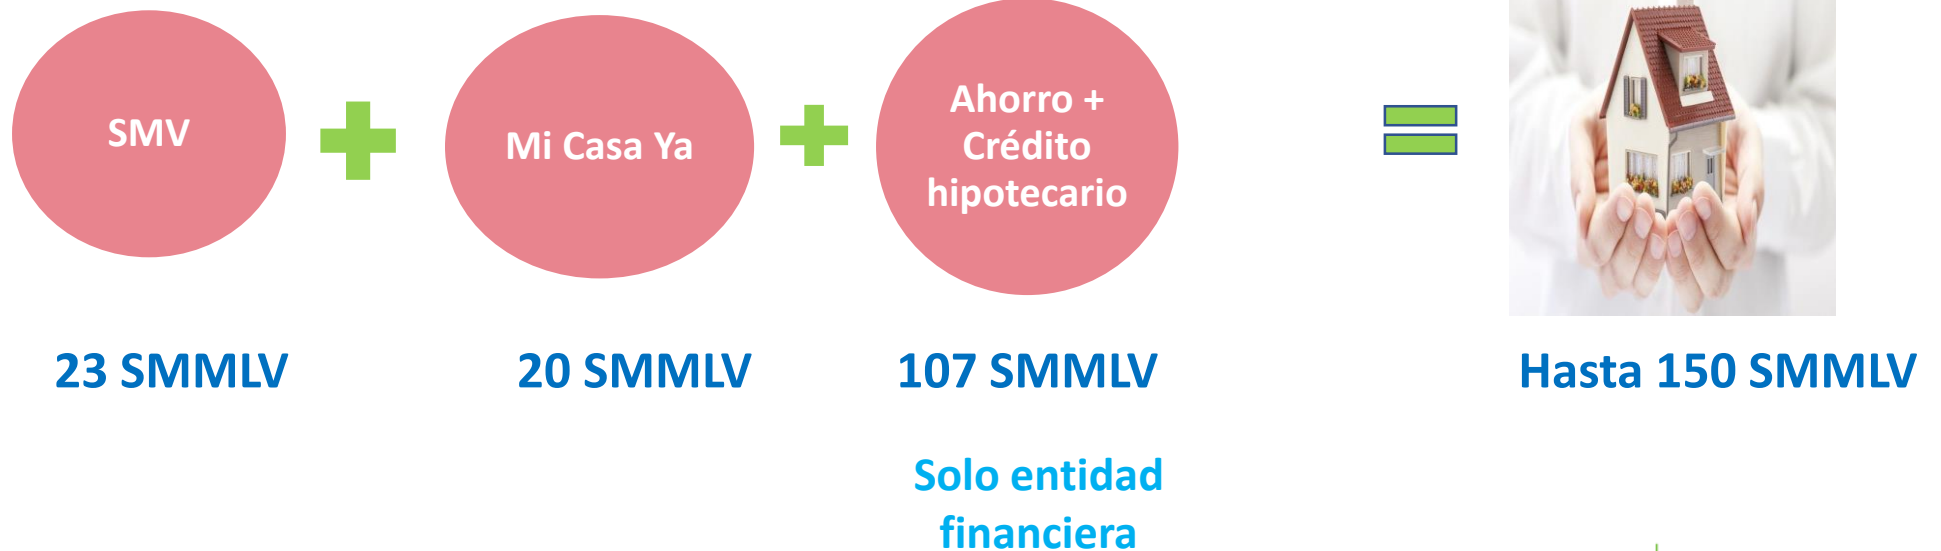 SMV
Mi Casa Ya
Ahorro +
Crédito
hipotecario
23 SMMLV
20 SMMLV
107 SMMLV
Hasta 150 SMMLV
Solo entidad
financiera